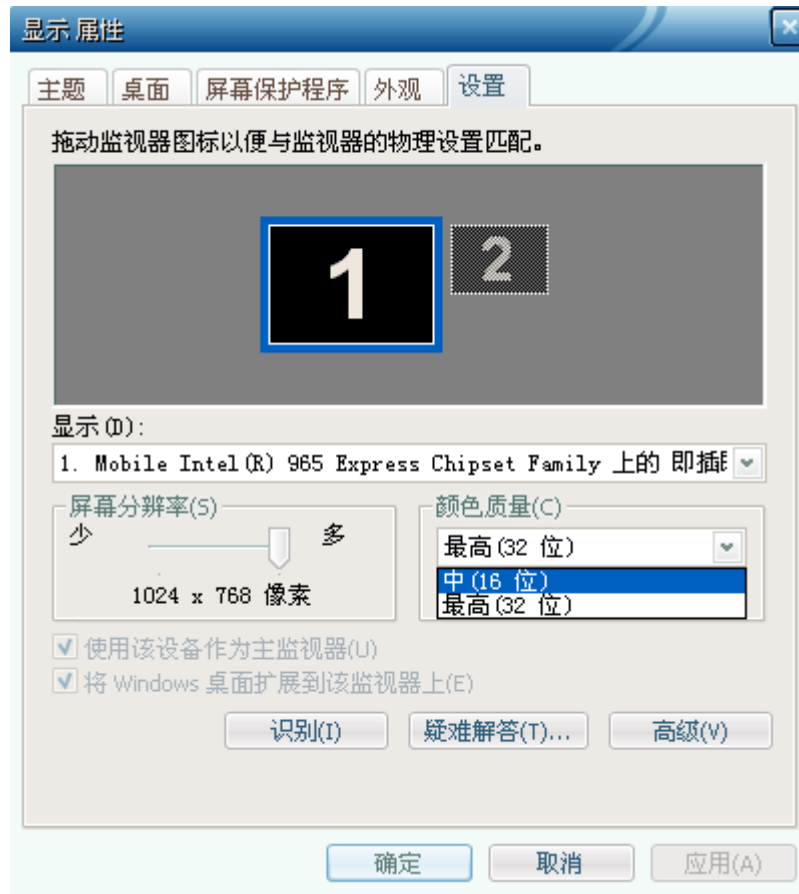 显示 属性
主题 桌面 屏幕保护程序 外观 设置
拖动监视器图标以便与监视器的物理设置匹配。
1 2
显示(D):
1. Mobile Intel(R) 965 Express Chipset Family 上的 即插
屏幕分辨率(S) 颜色质量(C)
少 多 最高(32 位)
中(16 位)
1024 x 768 像素 最高(32 位)
使用该设备作为主监视器(U)
将 Windows 桌面扩展到该监视器上(E)
识别(I) 疑难解答(T)... 高级(V)
确定 取消 应用(A)